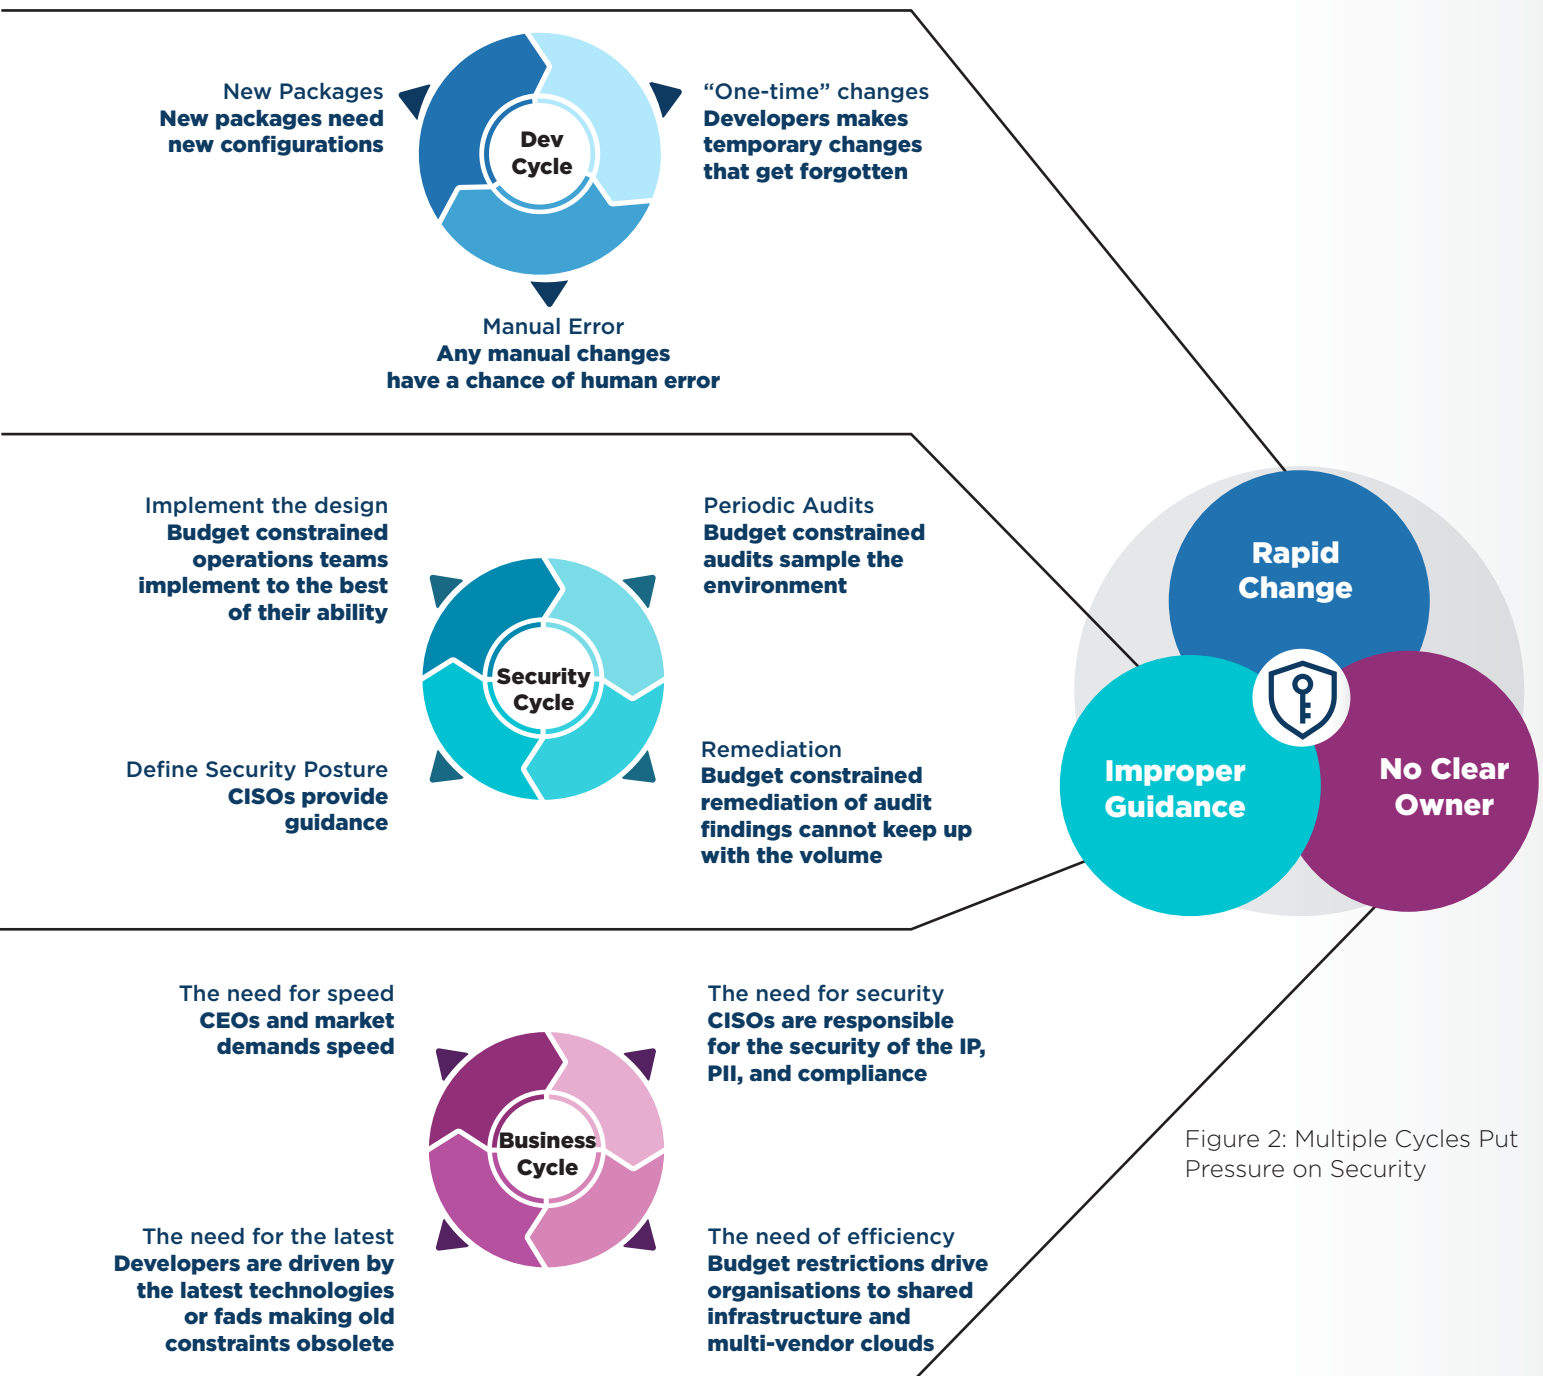 New Packages
New packages need
new configurations
Dev
Cycle
“One-time” changes
Developers makes
temporary changes
that get forgotten
Manual Error
Any manual changes
have a chance of human error
Implement the design
Budget constrained
operations teams
implement to the best
of their ability
Periodic Audits
Budget constrained
audits sample the
environment
Security
Cycle
Define Security Posture
CISOs provide
guidance
Remediation
Budget constrained
remediation of audit
findings cannot keep up
with the volume
Rapid
Change
Improper
Guidance
No Clear
Owner
The need for speed
CEOs and market
demands speed
The need for security
CISOs are responsible
for the security of the IP,
PII, and compliance
Business
Cycle
The need for the latest
Developers are driven by
the latest technologies
or fads making old
constraints obsolete
The need of efficiency
Budget restrictions drive
organisations to shared
infrastructure and
multi-vendor clouds
Figure 2: Multiple Cycles Put
Pressure on Security